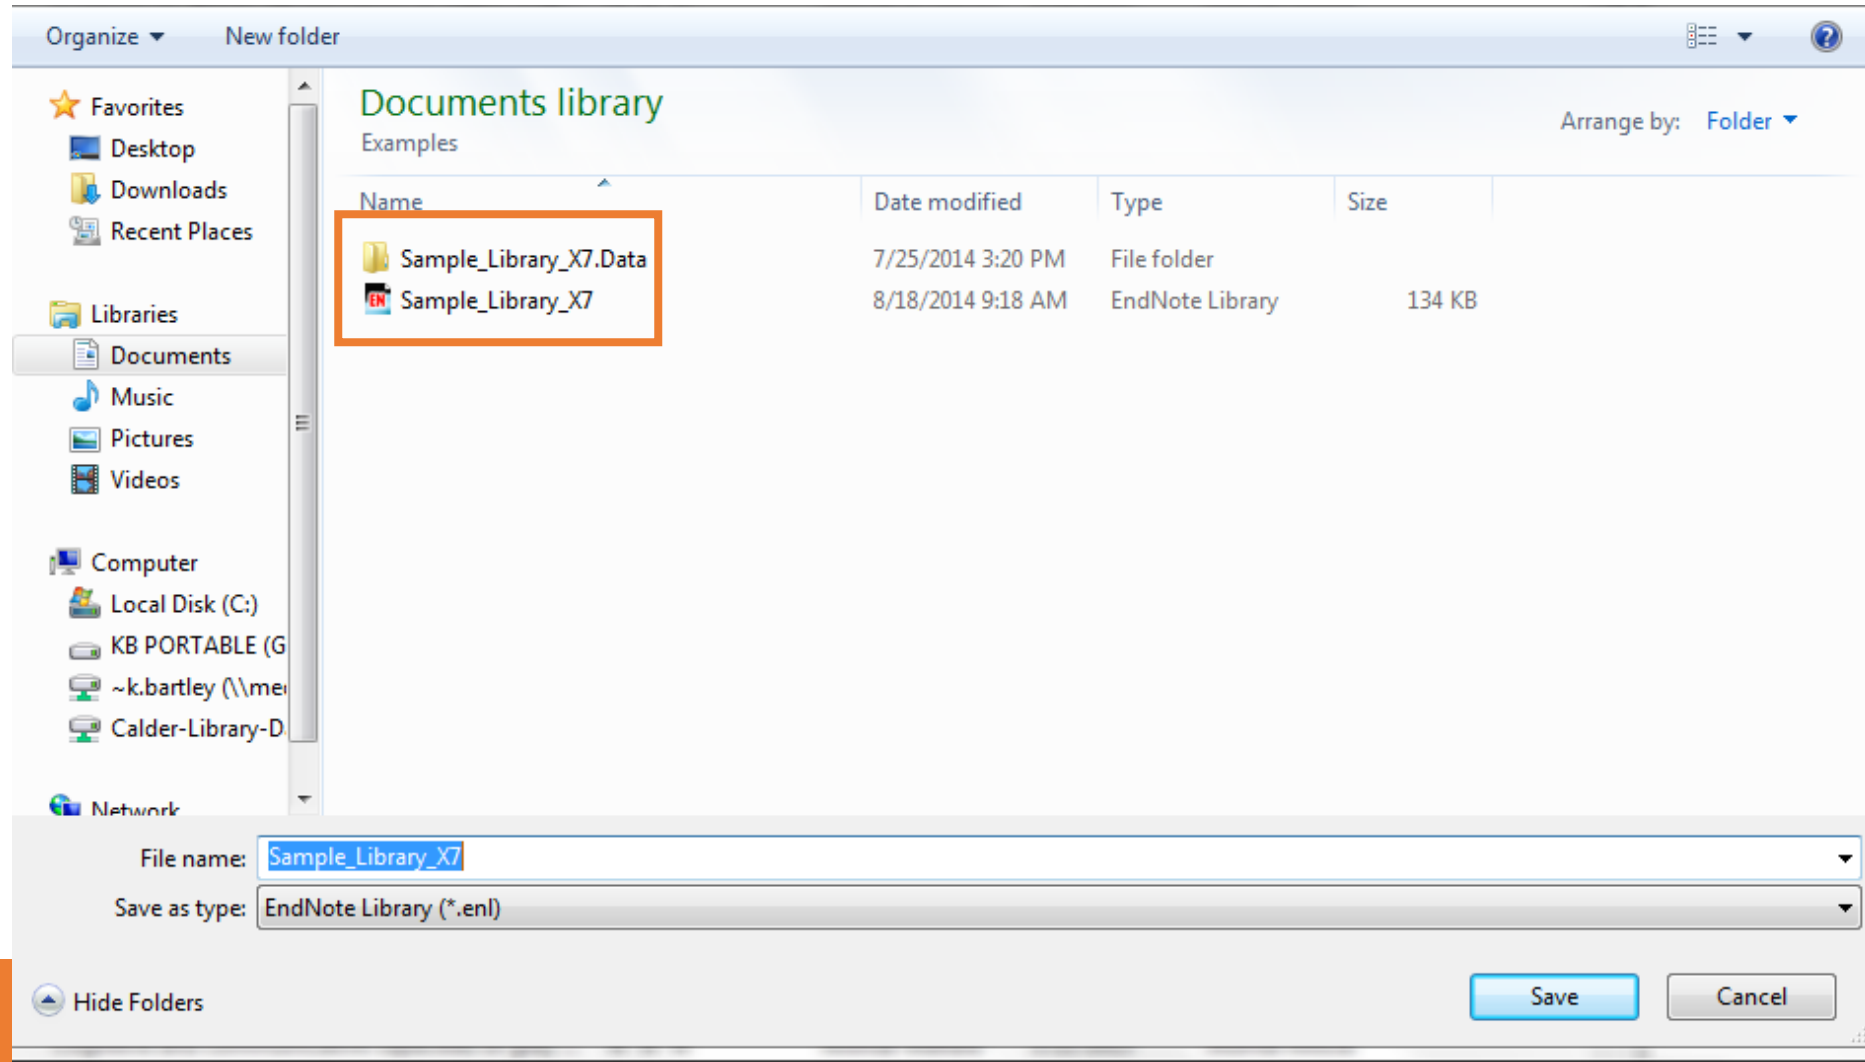 Organize New folder
Favorites
Desktop
Downloads
Recent Places
Libraries
Documents
Music
Pictures
Videos
Computer
Local Disk (C:)
KB PORTABLE (G
~k.bartley (\\me
Calder-Library-D
Network
Documents library
Examples
Arrange by: Folder
Name Date modified Type Size
Sample_Library_X7.Data 7/25/2014 3:20 PM File folder
EN Sample_Library_X7 8/18/2014 9:18 AM EndNote Library 134 KB
File name: Sample_Library_X7
Save as type: EndNote Library (*.enl)
Hide Folders Save Cancel